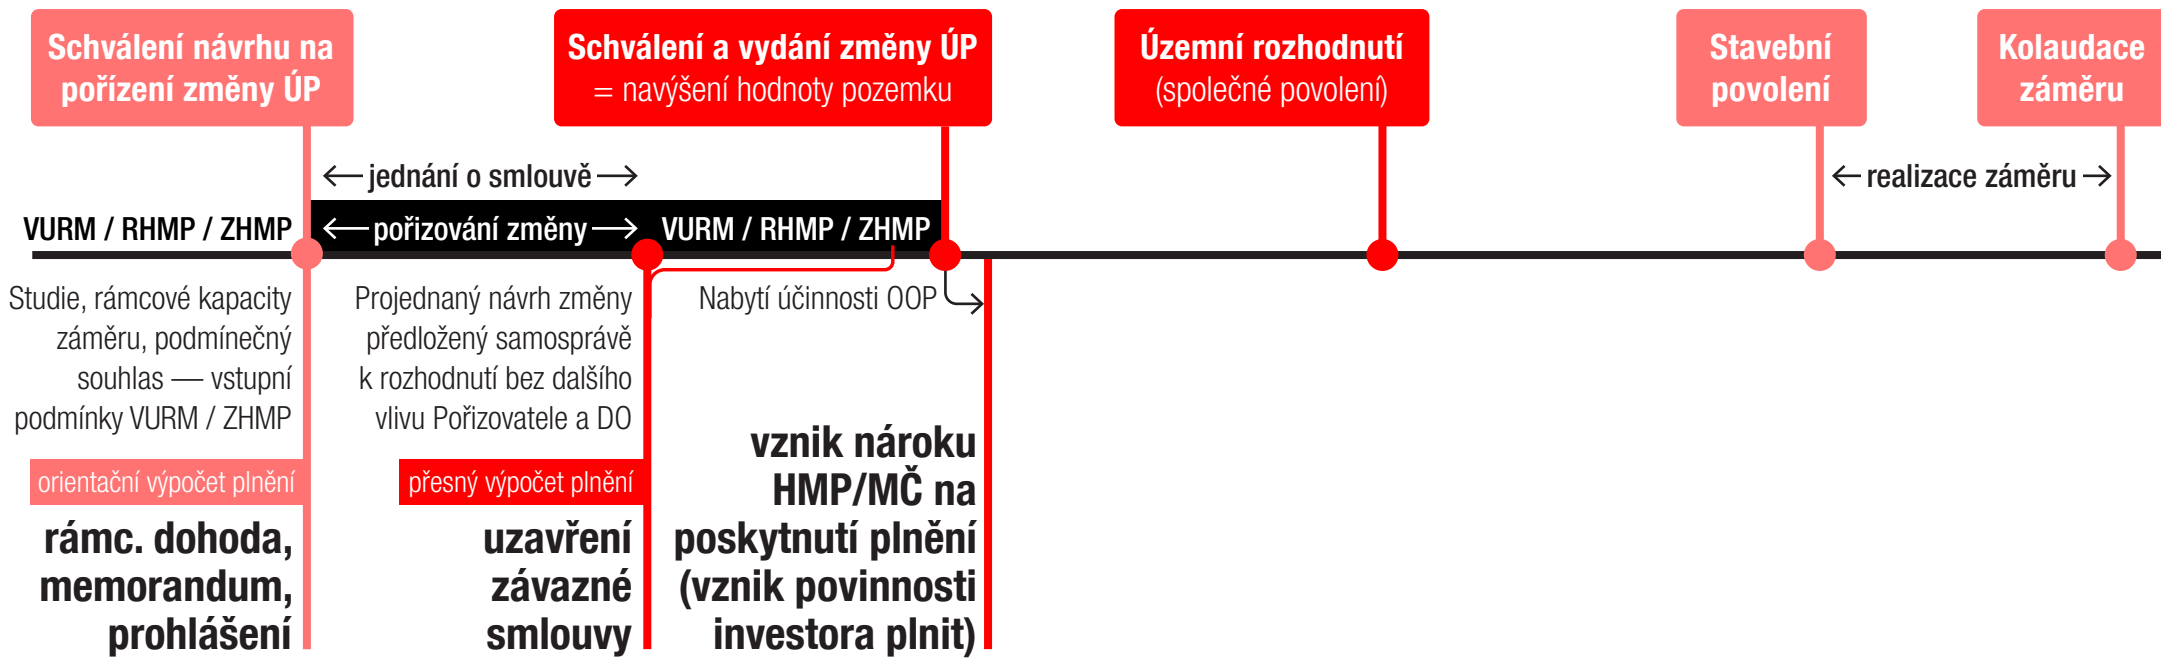 Schválení návrhu na
pořízení změny ÚP
Schválení a vydání změny ÚP
= navýšení hodnoty pozemku
Územní rozhodnutí
(společné povolení)
Stavební
povolení
Kolaudace
záměru
jednání o smlouvě
realizace záměru
VURM / RHMP / ZHMP
pořizování změny
VURM / RHMP / ZHMP
Studie, rámcové kapacity
záměru, podmínečný
souhlas — vstupní
podmínky VURM / ZHMP
Projednaný návrh změny
předložený samosprávě
k rozhodnutí bez dalšího
vlivu Pořizovatele a DO
Nabytí účinnosti OOP
orientační výpočet plnění
rámc. dohoda,
memorandum,
prohlášení
přesný výpočet plnění
uzavření
závazné
smlouvy
vznik nároku
HMP/MČ na
poskytnutí plnění
(vznik povinnosti
investora plnit)